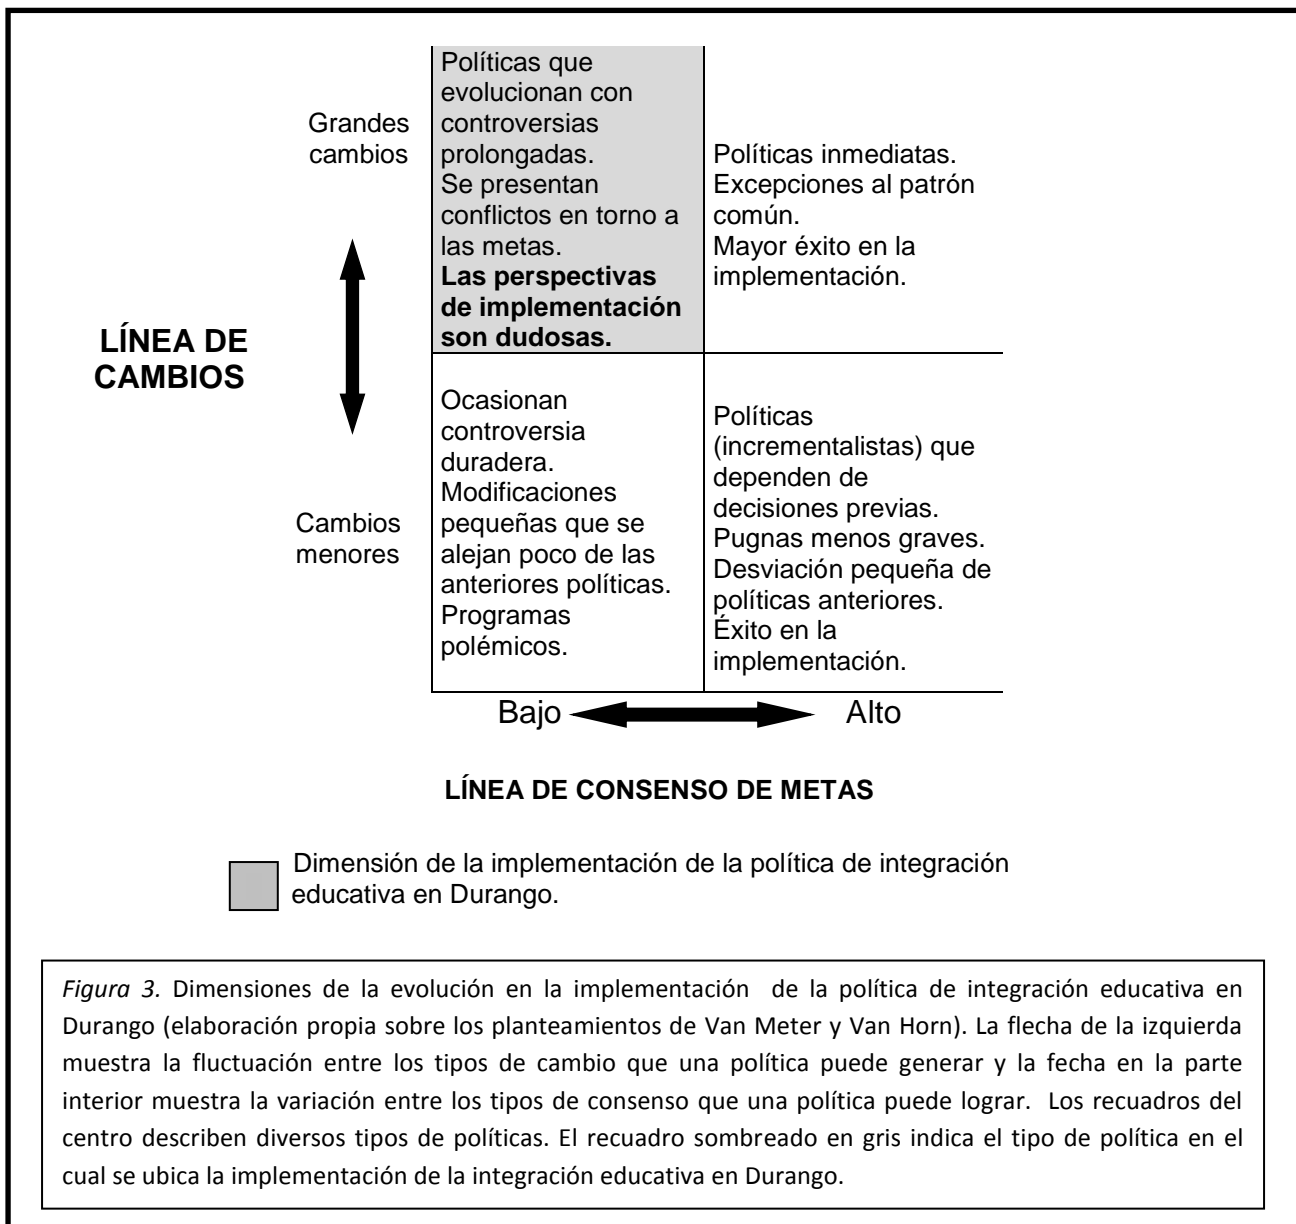 Grandes
cambios
Políticas que
evolucionan con
controversias
prolongadas.
Se presentan
conflictos en torno a
las metas.
Las perspectivas
de implementación
son dudosas.
Políticas inmediatas.
Excepciones al patrón
común.
Mayor éxito en la
implementación.
LÍNEA DE
CAMBIOS
Cambios
menores
Ocasionan
controversia
duradera.
Modificaciones
pequeñas que se
alejan poco de las
anteriores políticas.
Programas
polémicos.
Políticas
(incrementalistas) que
dependen de
decisiones previas.
Pugnas menos graves.
Desviación pequeña de
políticas anteriores.
Éxito en la
implementación.
Bajo Alto
LÍNEA DE CONSENSO DE METAS
Dimensión de la implementación de la política de integración
educativa en Durango.
Figura 3. Dimensiones de la evolución en la implementación de la política de integración educativa en
Durango (elaboración propia sobre los planteamientos de Van Meter y Van Horn). La flecha de la izquierda
muestra la fluctuación entre los tipos de cambio que una política puede generar y la fecha en la parte
interior muestra la variación entre los tipos de consenso que una política puede lograr. Los recuadros del
centro describen diversos tipos de políticas. El recuadro sombreado en gris indica el tipo de política en el
cual se ubica la implementación de la integración educativa en Durango.